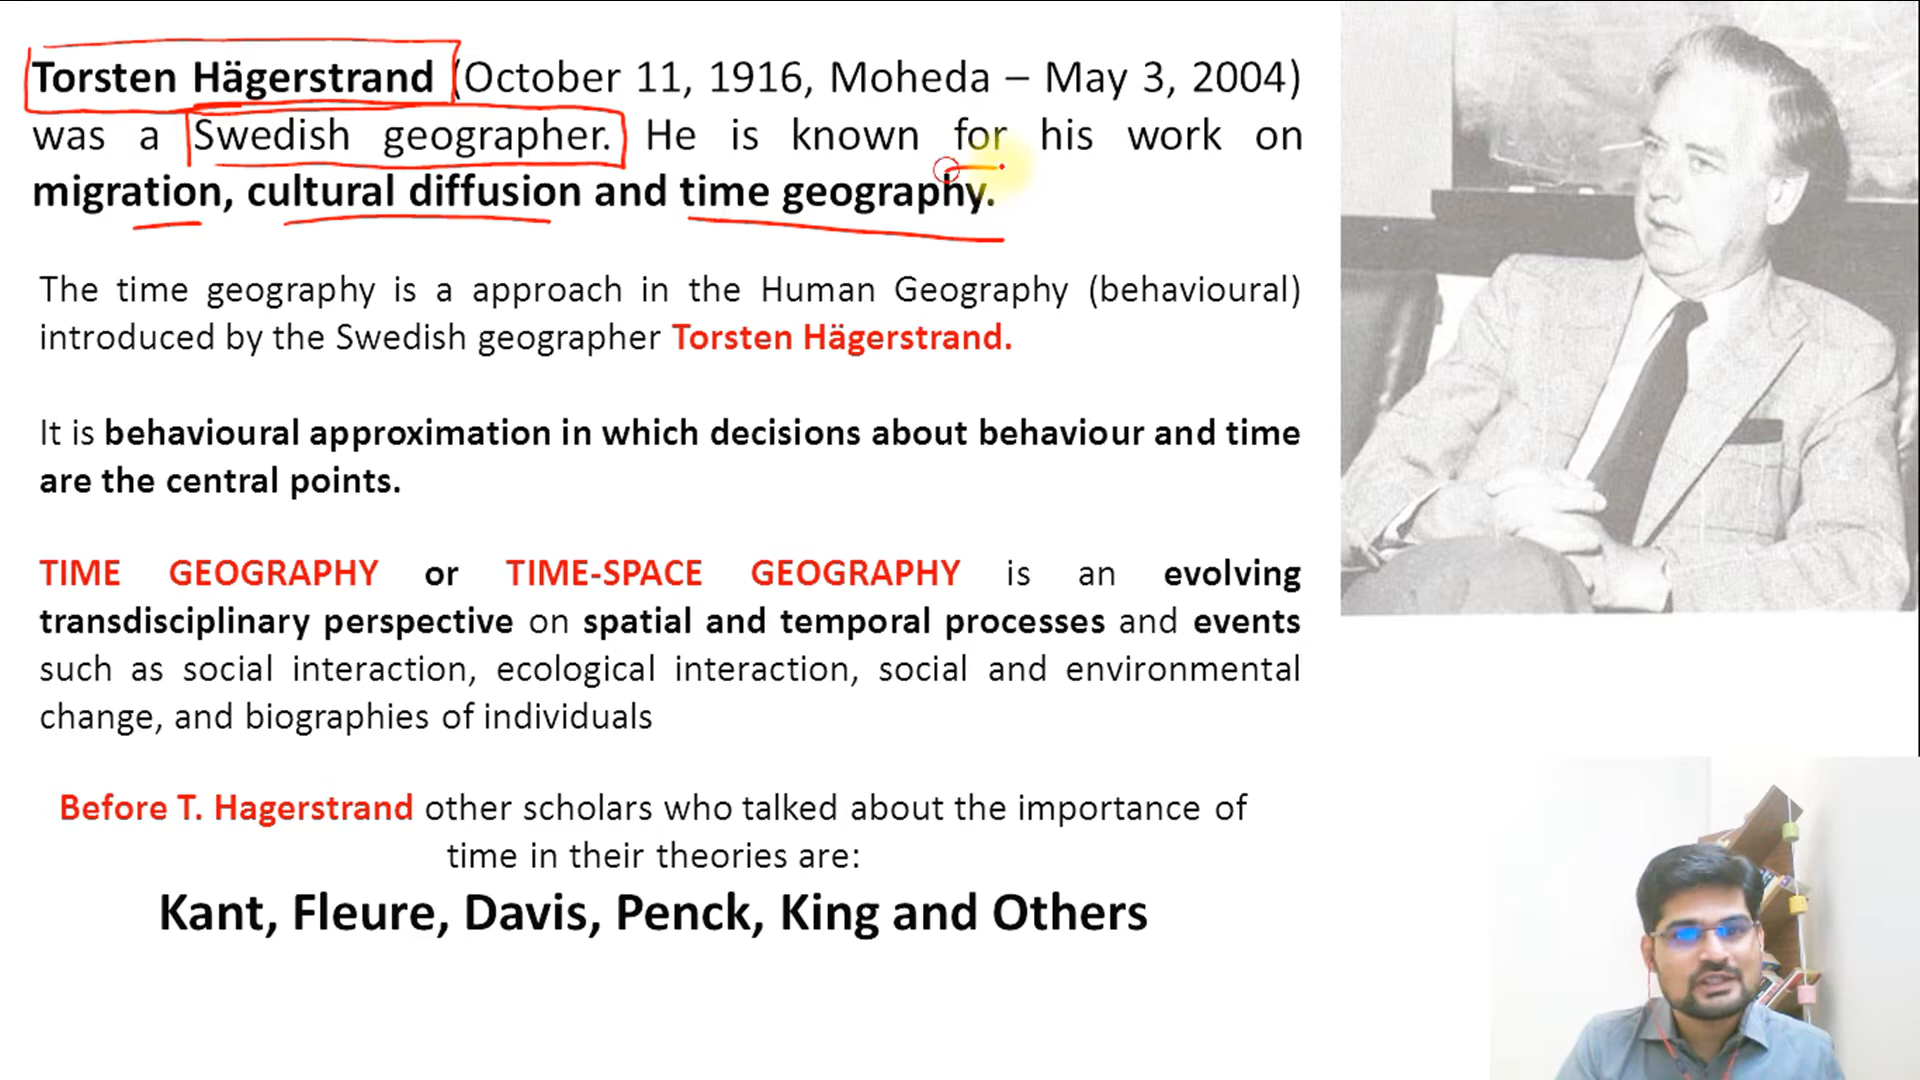 Torsten Hägerstrand (October 11, 1916, Moheda – May 3, 2004)
was a Swedish geographer. He is known for his work on
migration, cultural diffusion and time geography.
The time geography is a approach in the Human Geography (behavioural)
introduced by the Swedish geographer Torsten Hägerstrand.
It is behavioural approximation in which decisions about behaviour and time
are the central points.
TIME GEOGRAPHY or TIME-SPACE GEOGRAPHY is an evolving
transdisciplinary perspective on spatial and temporal processes and events
such as social interaction, ecological interaction, social and environmental
change, and biographies of individuals
Before T. Hagerstrand other scholars who talked about the importance of
time in their theories are:
Kant, Fleure, Davis, Penck, King and Others